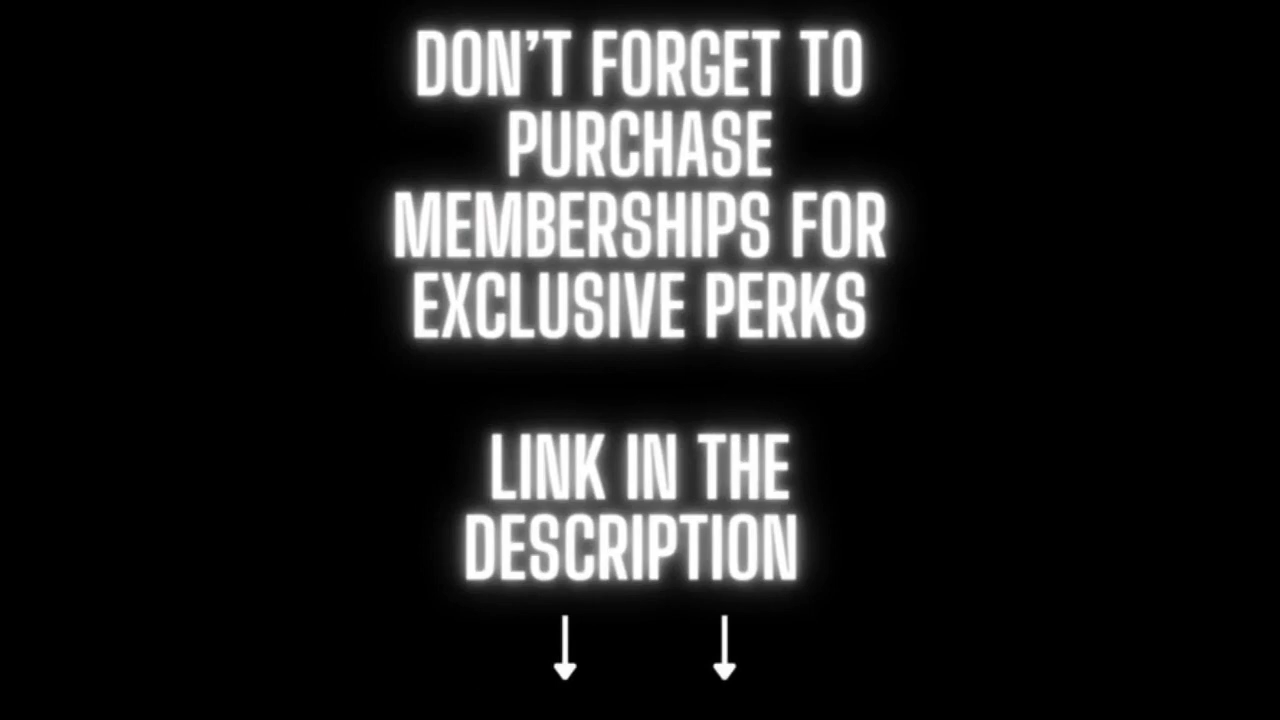 DON’T FORGET TO
PURCHASE
MEMBERSHIPS FOR
EXCLUSIVE PERKS
LINK IN THE
DESCRIPTION